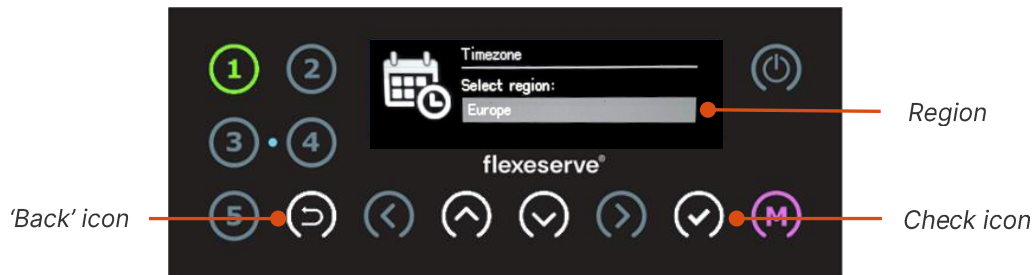 1
2
Timezone
Select region:
Europe
Region
3
4
flexeserve®
'Back' icon
5
M
Check icon